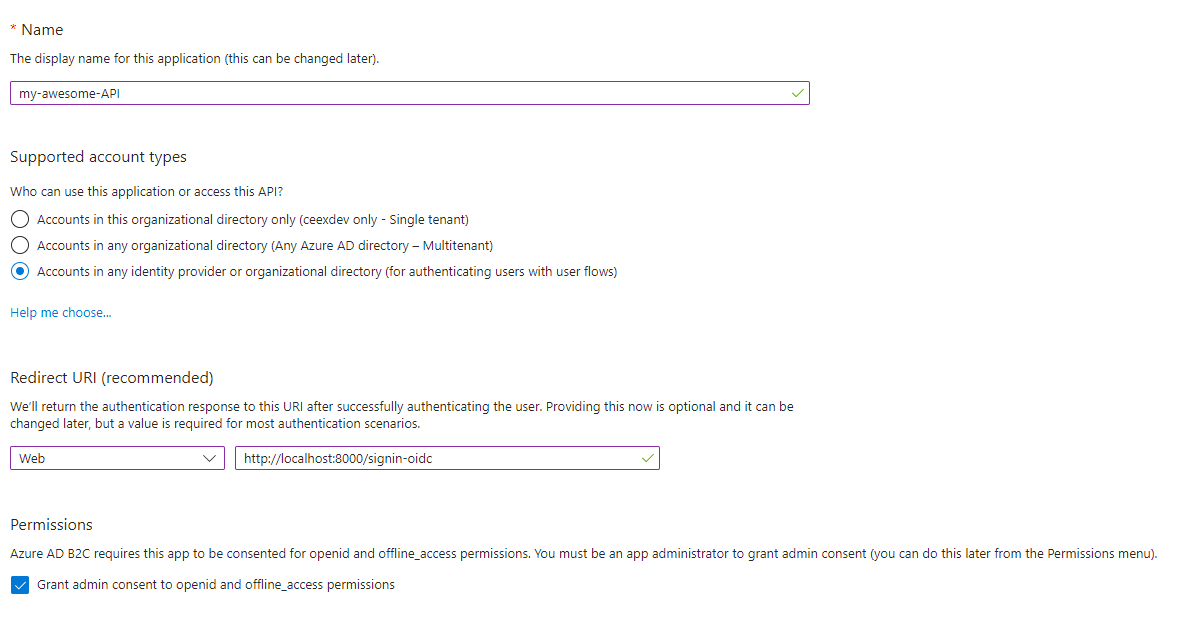 * Name
The display name for this application (this can be changed later).
my-awesome-API
Supported account types
Who can use this application or access this API?
Accounts in this organizational directory only (ceexdev only - Single tenant)
Accounts in any organizational directory (Any Azure AD directory – Multitenant)
Accounts in any identity provider or organizational directory (for authenticating users with user flows)
Help me choose...
Redirect URI (recommended)
We'll return the authentication response to this URI after successfully authenticating the user. Providing this now is optional and it can be
changed later, but a value is required for most authentication scenarios.
Web http://localhost:8000/signin-oidc
Permissions
Azure AD B2C requires this app to be consented for openid and offline_access permissions. You must be an app administrator to grant admin consent (you can do this later from the Permissions menu).
Grant admin consent to openid and offline_access permissions